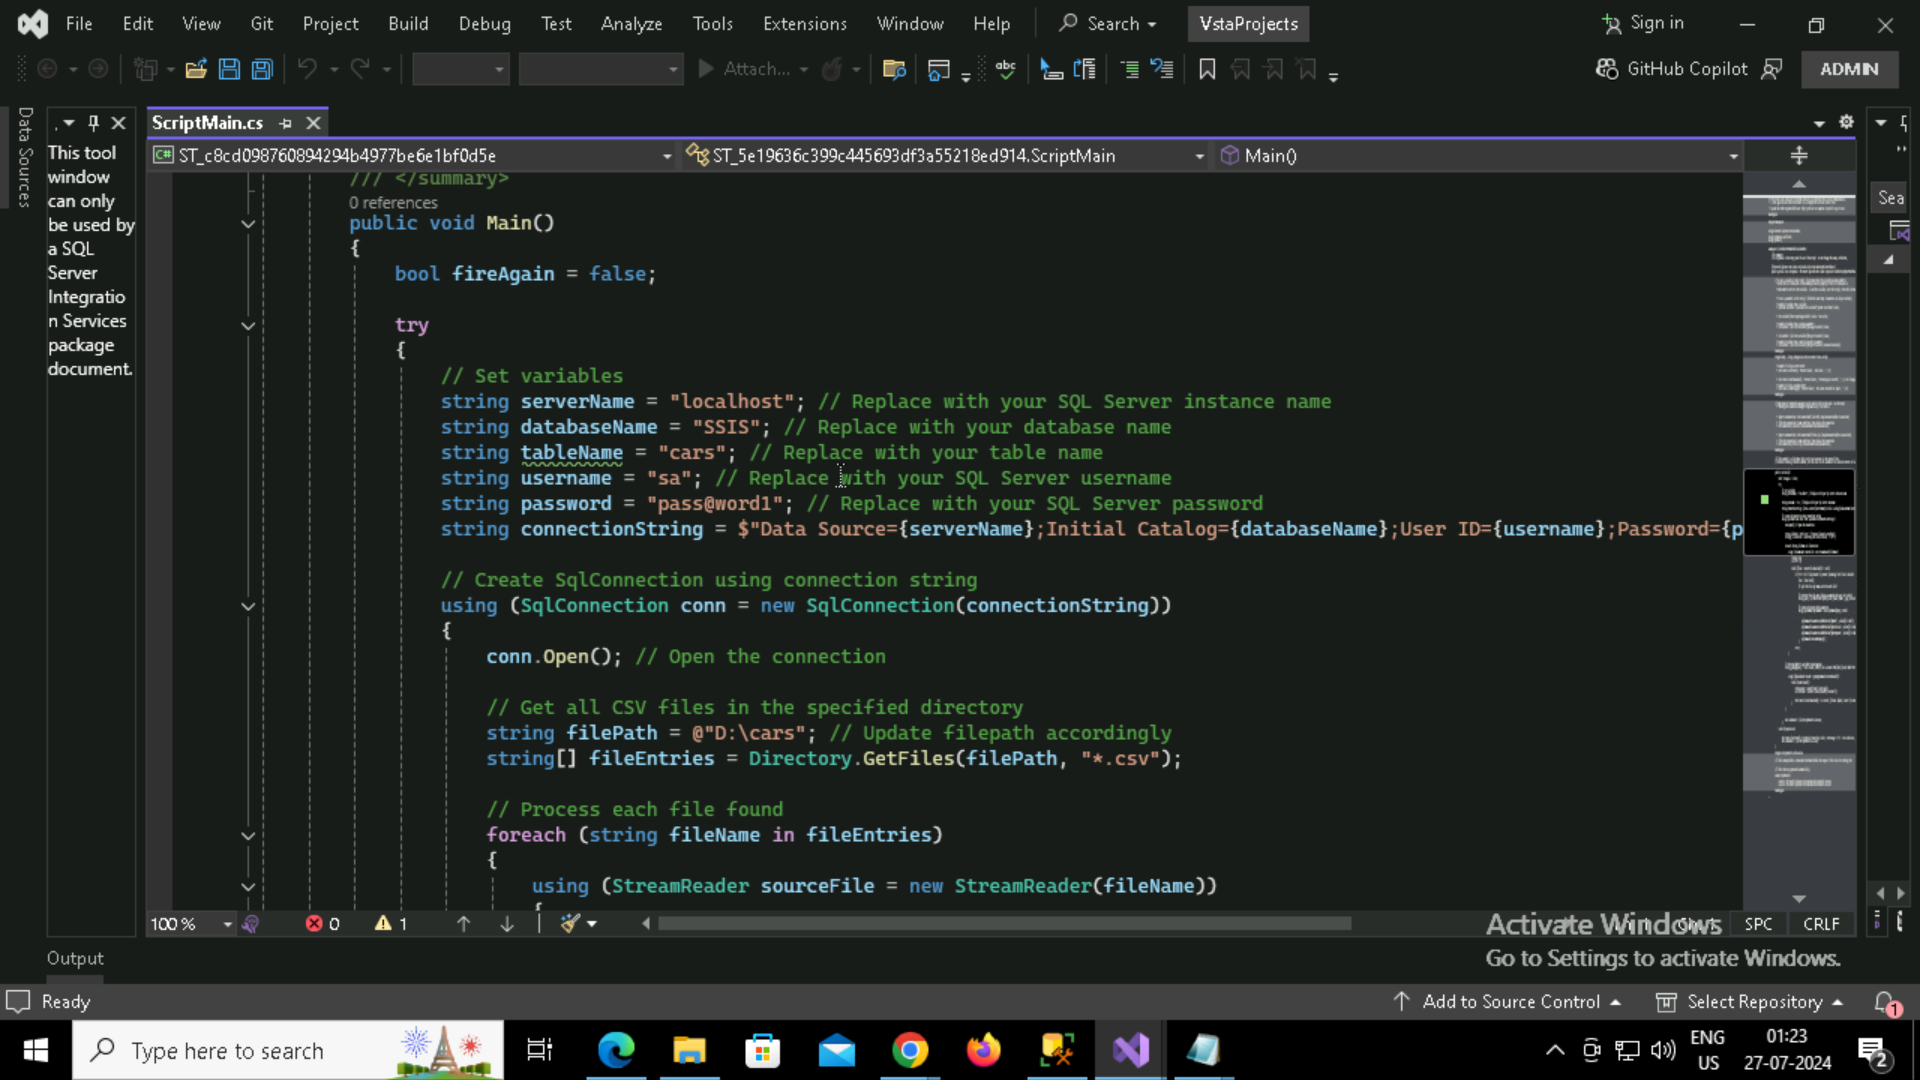 File Edit View Git Project Build Debug Test Analyze Tools Extensions Window Help Search VstaProjects Sign in
Attach... GitHub Copilot ADMIN
Data Sources
This tool
window
can only
be used by
a SQL
Server
Integratio
n Services
package
document.
ScriptMain.cs
ST_c8cd098760894294b4977be6e1bf0d5e ST_5e19636c399c445693df3a55218ed914.ScriptMain Main()
Sea
/// </summary>
0 references
public void Main()
{
bool fireAgain = false;
try
{
// Set variables
string serverName = "localhost"; // Replace with your SQL Server instance name
string databaseName = "SSIS"; // Replace with your database name
string tableName = "cars"; // Replace with your table name
string username = "sa"; // Replace with your SQL Server username
string password = "pass@word1"; // Replace with your SQL Server password
string connectionString = $"Data Source={serverName};Initial Catalog={databaseName};User ID={username};Password={p
// Create SqlConnection using connection string
using (SqlConnection conn = new SqlConnection(connectionString))
{
conn.Open(); // Open the connection
// Get all CSV files in the specified directory
string filePath = @"D:\cars"; // Update filepath accordingly
string[] fileEntries = Directory.GetFiles(filePath, "*.csv");
// Process each file found
foreach (string fileName in fileEntries)
{
using (StreamReader sourceFile = new StreamReader(fileName))
{
100 % 0 1 SPC CRLF
Activate Windows
Go to Settings to activate Windows.
Output
Ready Add to Source Control Select Repository 1
Type here to search ENG US 01:23 27-07-2024 2